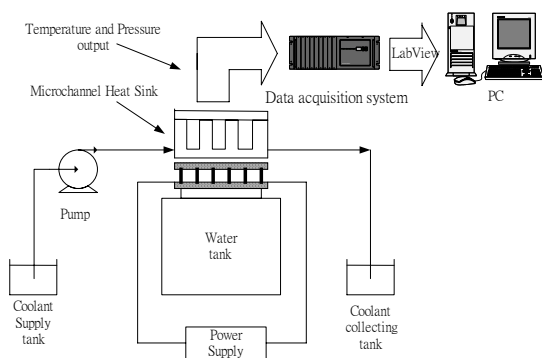 Temperature and Pressure
output
LabView
Data acquisition system
PC
Microchannel Heat Sink
Pump
Water
tank
Coolant
Supply
tank
Coolant
collecting
tank
Power
Supply